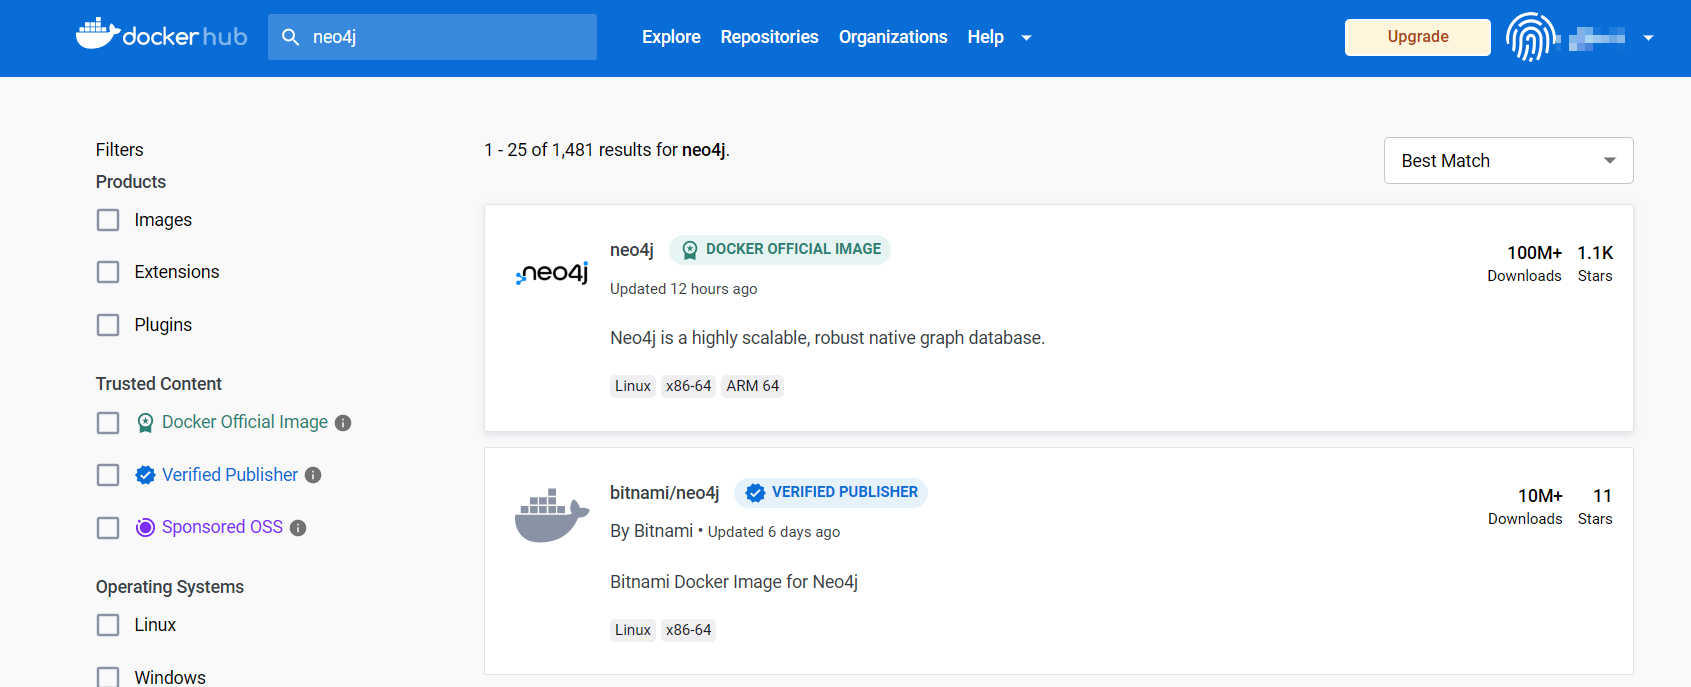 docker hub
neo4j
Explore Repositories Organizations Help
Upgrade
Filters
Products
Images
Extensions
Plugins
Trusted Content
Docker Official Image
Verified Publisher
Sponsored OSS
Operating Systems
Linux
Windows
1 - 25 of 1,481 results for neo4j.
Best Match
neo4j
neo4j DOCKER OFFICIAL IMAGE
Updated 12 hours ago
Neo4j is a highly scalable, robust native graph database.
Linux x86-64 ARM 64
100M+ 1.1K
Downloads Stars
bitnami/neo4j VERIFIED PUBLISHER
By Bitnami • Updated 6 days ago
Bitnami Docker Image for Neo4j
Linux x86-64
10M+ 11
Downloads Stars